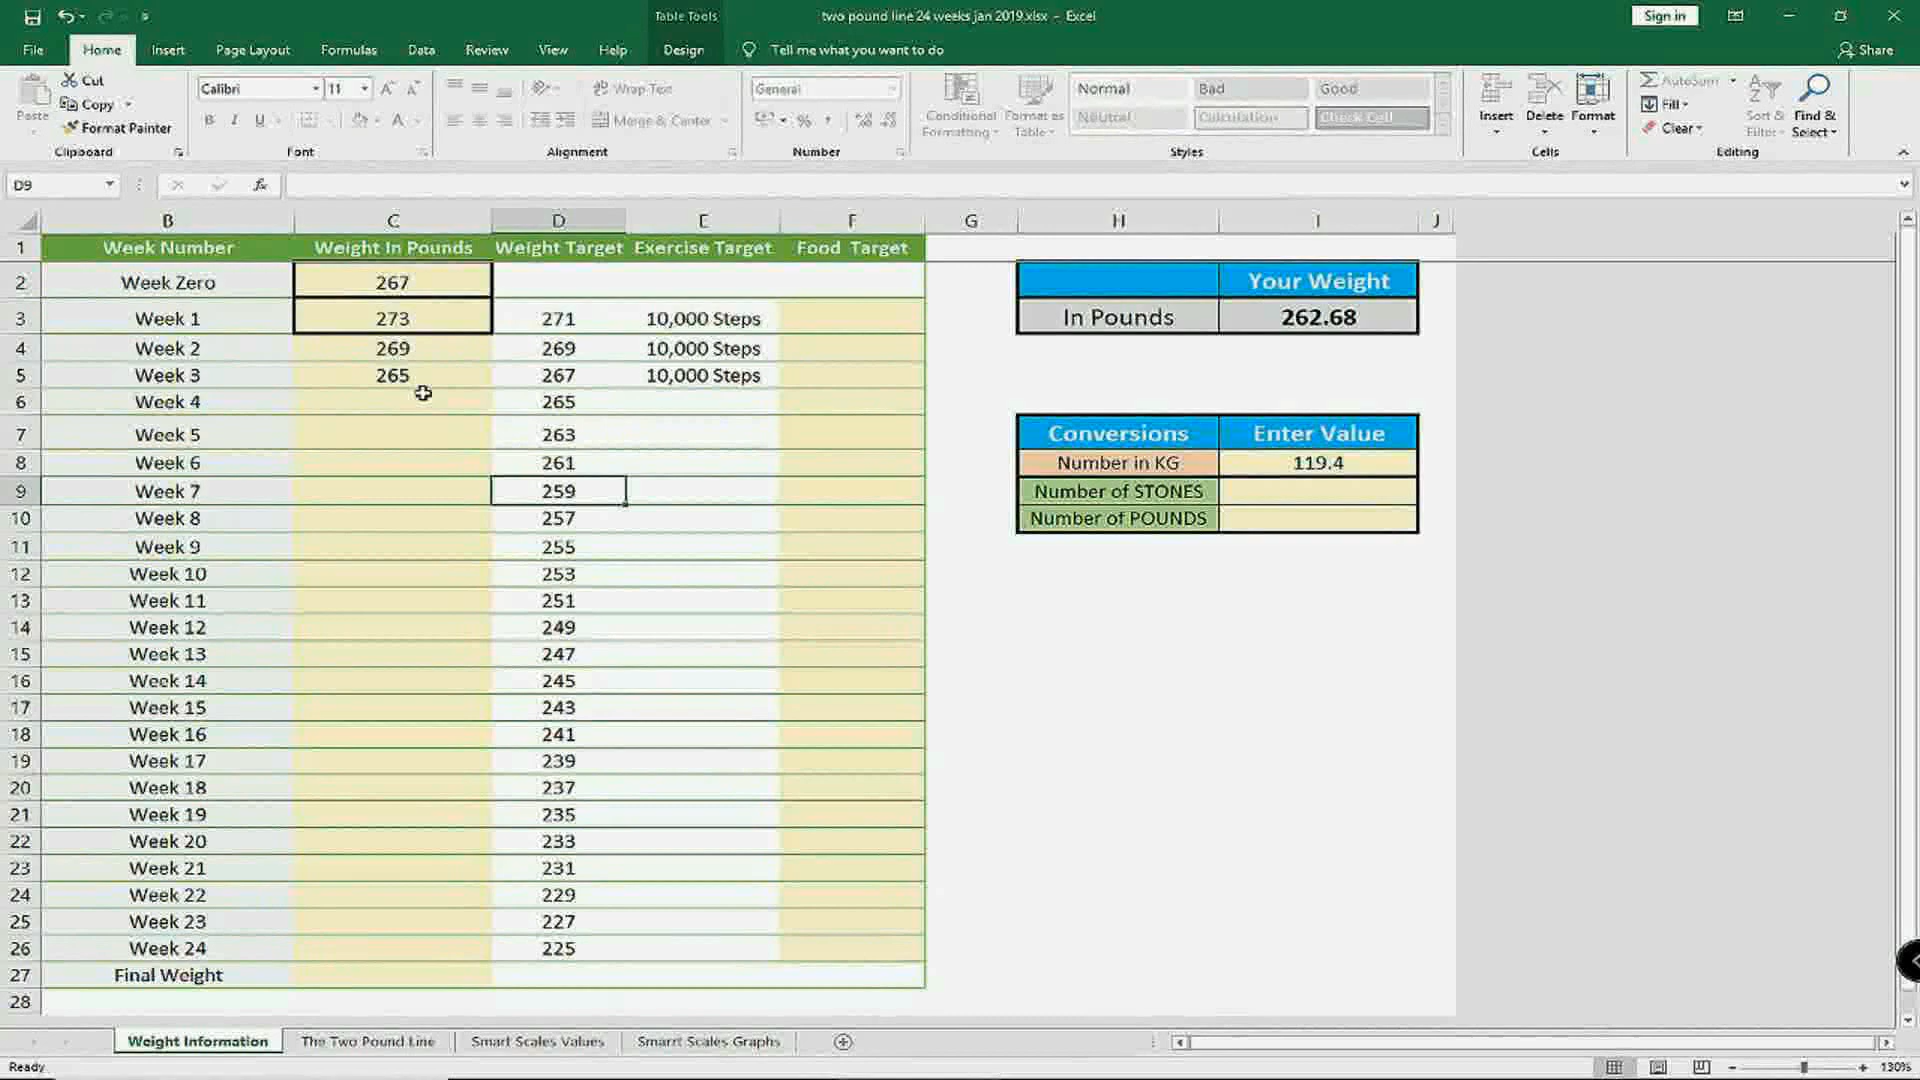 Table Tools
two pound line 24 weeks jan 2019.xlsx - Excel
Sign in
File Home Insert Page Layout Formulas Data Review View Help Design Tell me what you want to do Share
Paste Cut Copy Format Painter Clipboard
Calibri 11 B I U A Font
Wrap Text Merge & Center Alignment
General % Number
Conditional Formatting Format as Table
Normal Bad Good
Neutral Calculation Check Cell
Styles
Insert Delete Format Cells
AutoSum Fill Clear Sort & Filter Find & Select Editing
D9 fx
B C D E F G H I J
1 Week Number Weight In Pounds Weight Target Exercise Target Food Target
2 Week Zero 267 Your Weight
3 Week 1 273 271 10,000 Steps In Pounds 262.68
4 Week 2 269 269 10,000 Steps
5 Week 3 265 267 10,000 Steps
6 Week 4 265
7 Week 5 263 Conversions Enter Value
8 Week 6 261 Number in KG 119.4
9 Week 7 259 Number of STONES
10 Week 8 257 Number of POUNDS
11 Week 9 255
12 Week 10 253
13 Week 11 251
14 Week 12 249
15 Week 13 247
16 Week 14 245
17 Week 15 243
18 Week 16 241
19 Week 17 239
20 Week 18 237
21 Week 19 235
22 Week 20 233
23 Week 21 231
24 Week 22 229
25 Week 23 227
26 Week 24 225
27 Final Weight
28
Weight Information The Two Pound Line Smart Scales Values Smarrt Scales Graphs
Ready 130%